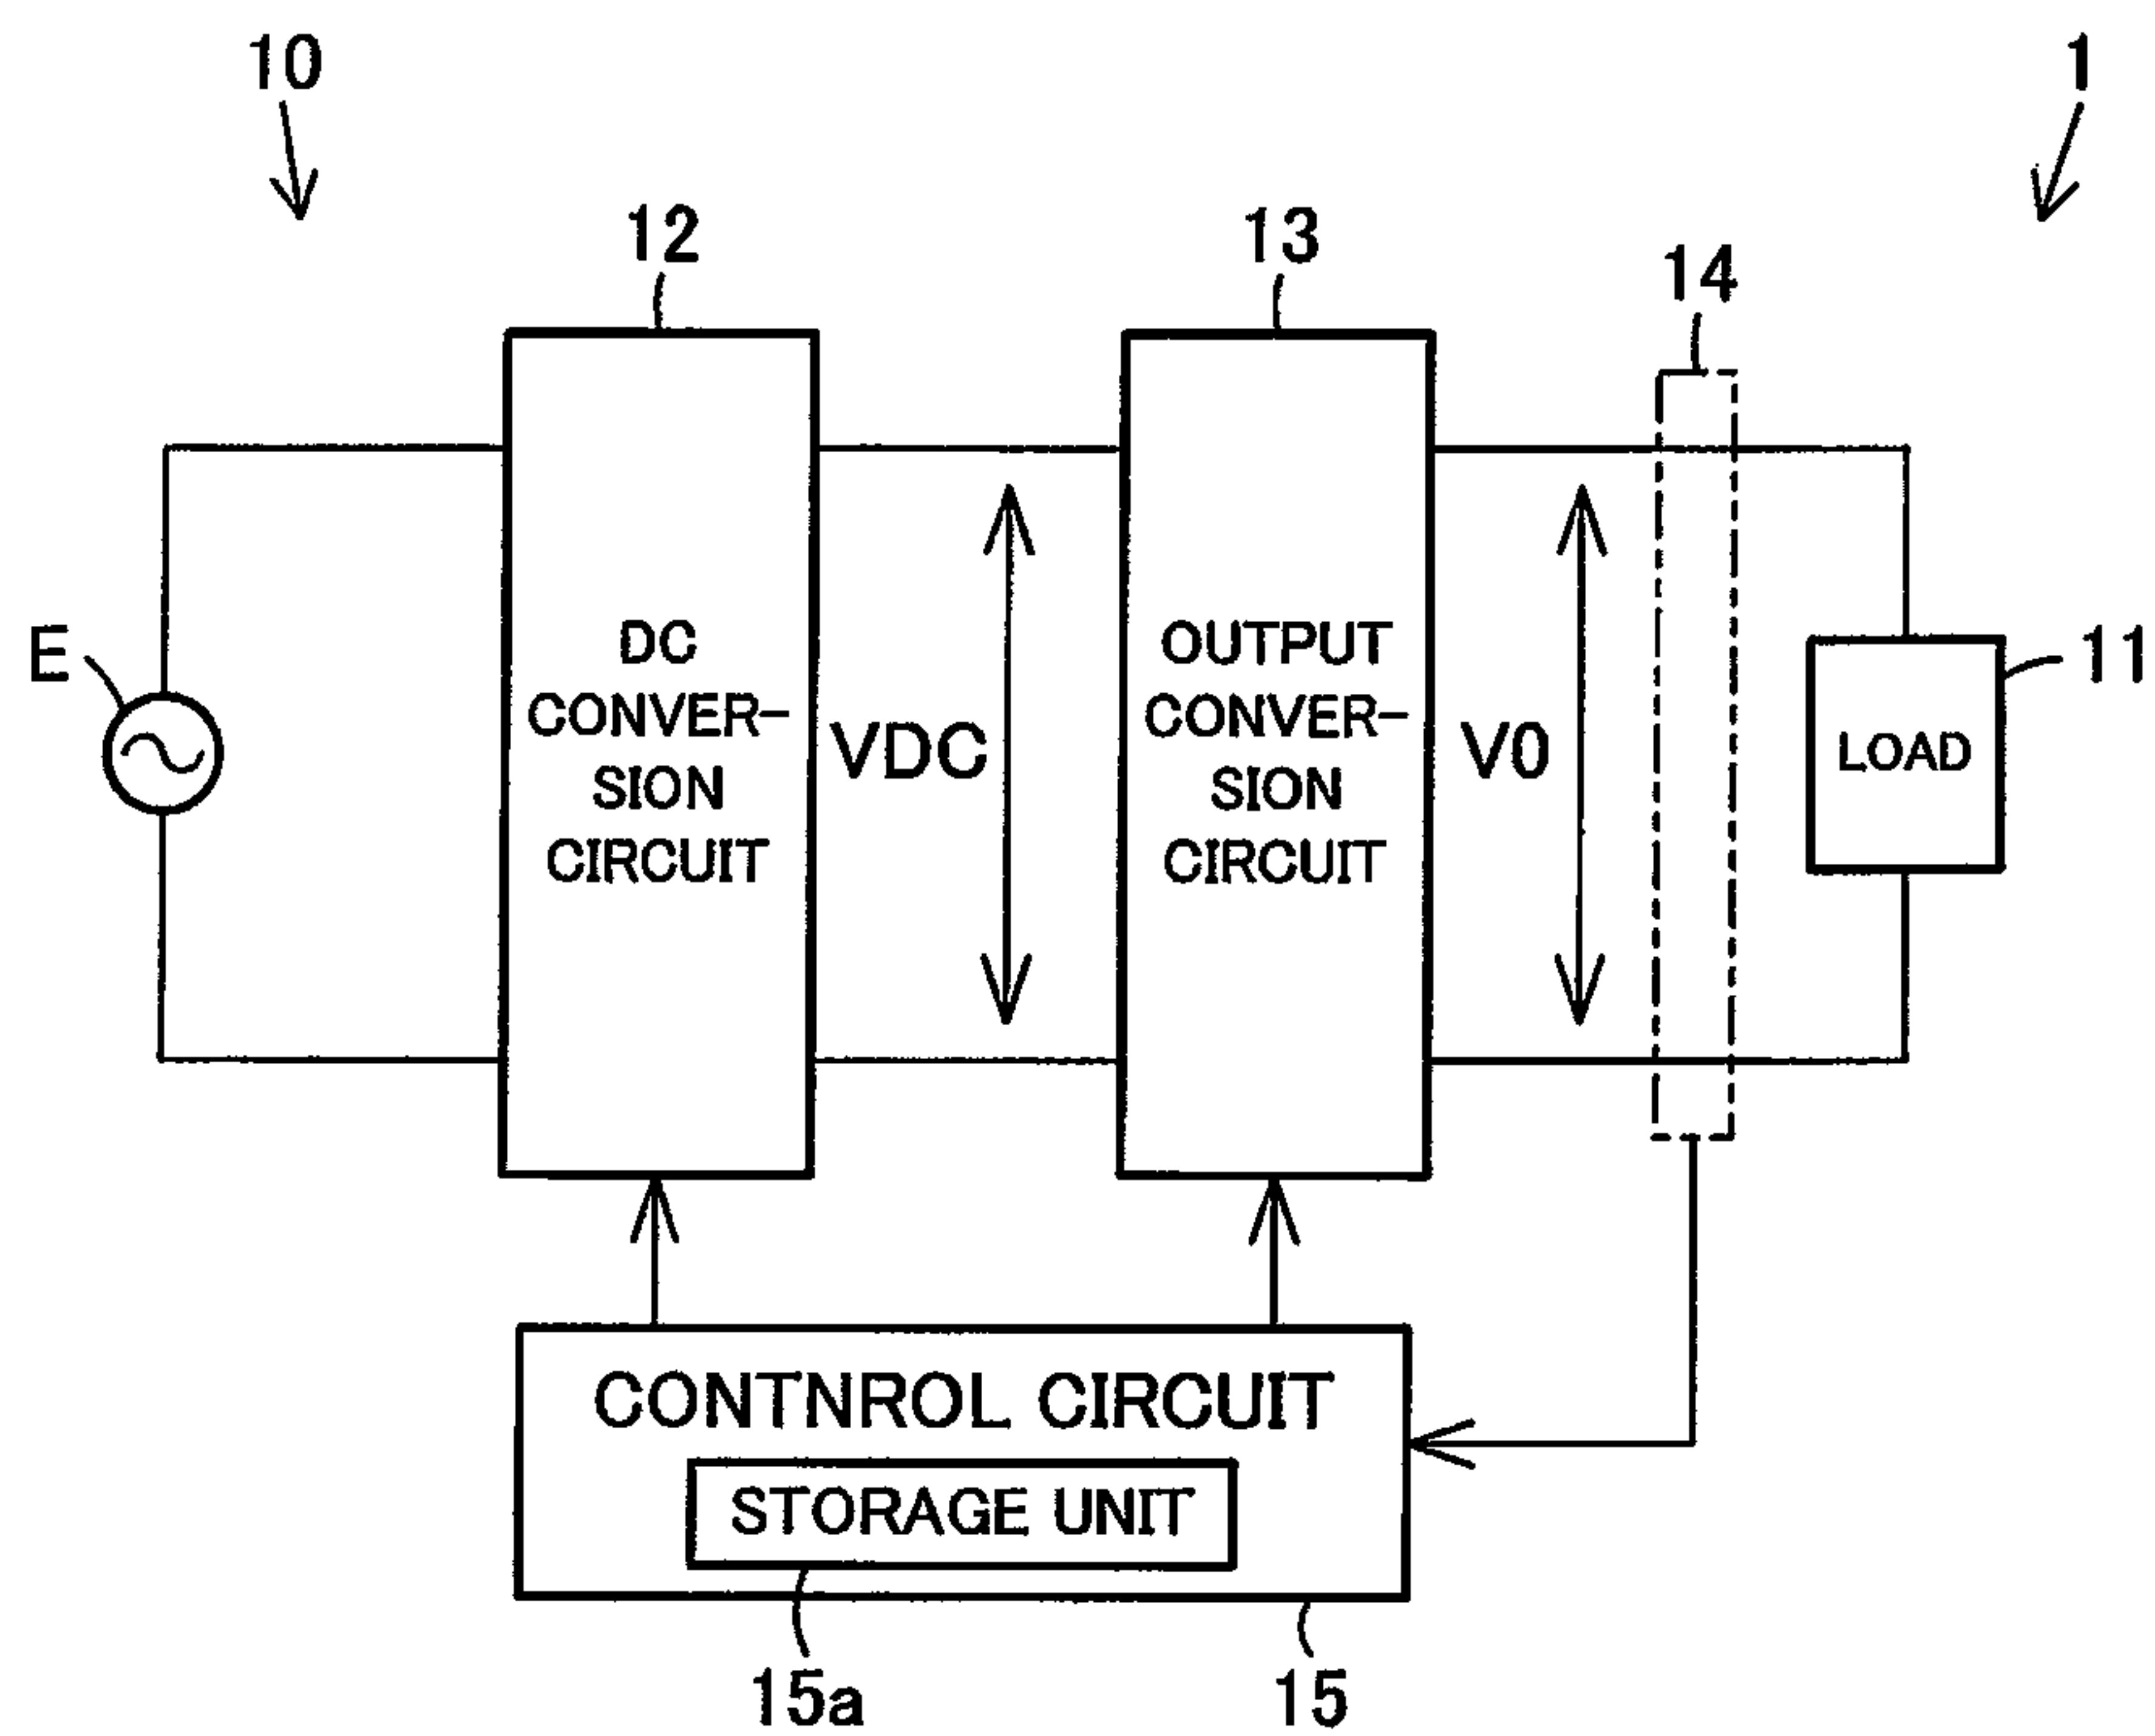 10
1
12
13
14
E
DC
CONVER-
SION
CIRCUIT
VDC
OUTPUT
CONVER-
SION
CIRCUIT
V0
LOAD
11
CONTNROL CIRCUIT
STORAGE UNIT
15a
15